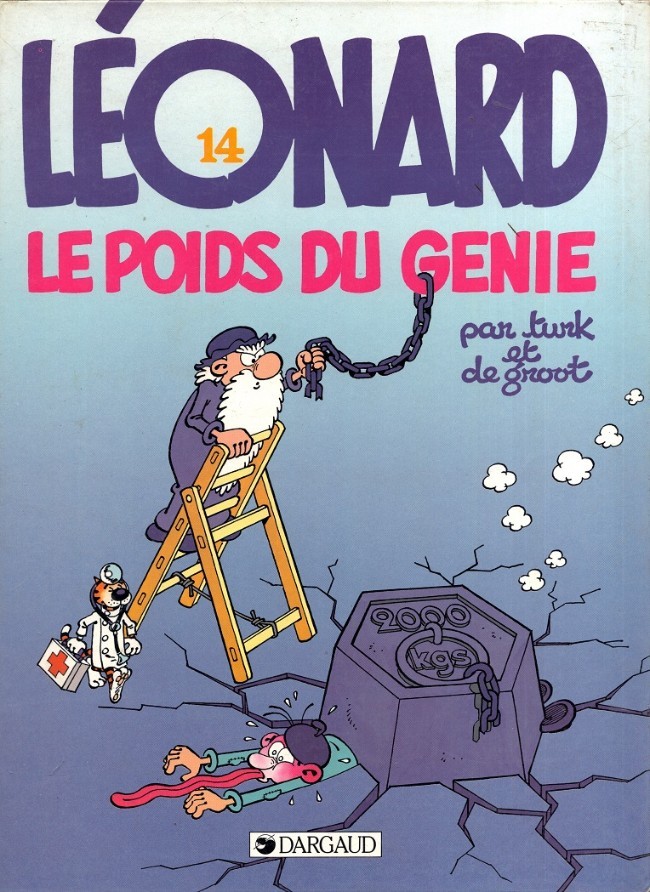 LÉONARD
14
LE POIDS DU GENIE
par turk
et
de groot
2000
kgs
DARGAUD